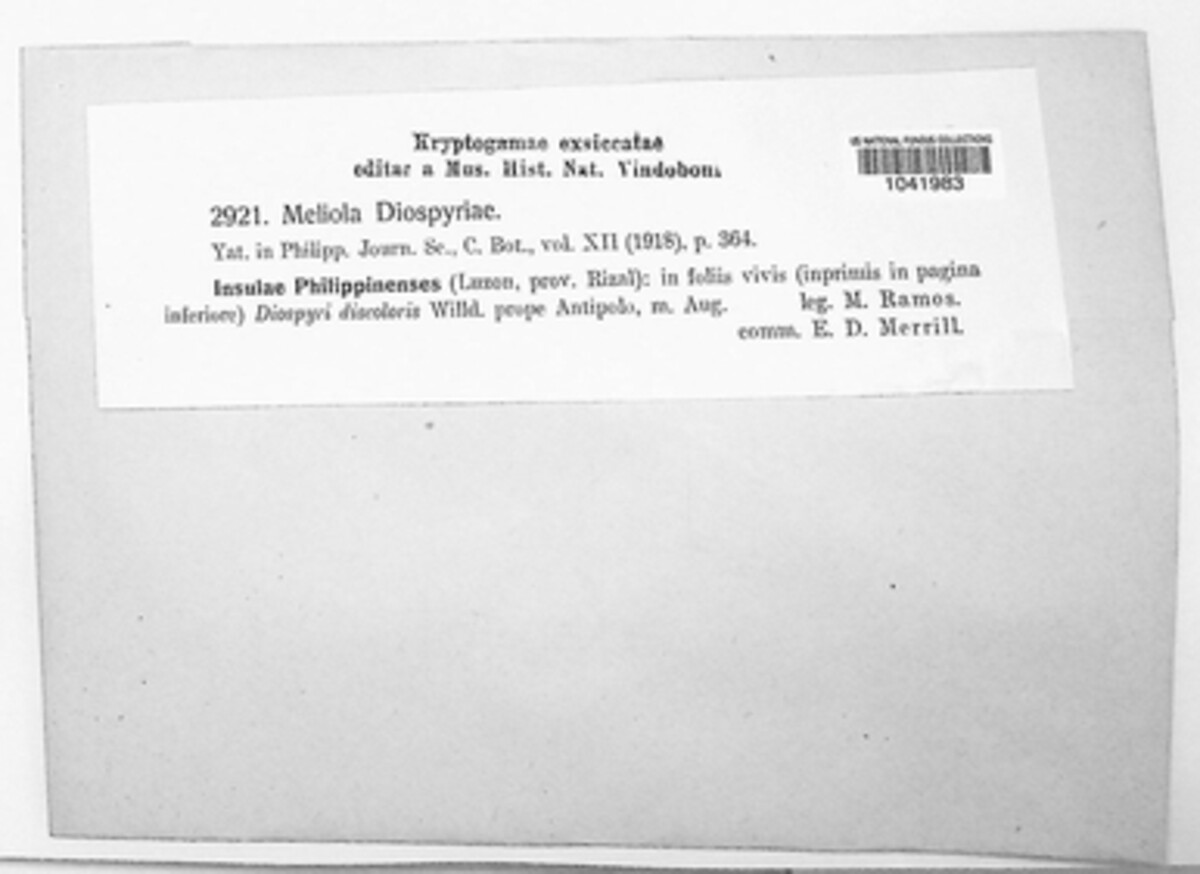 Kryptogamae exsiccatae
editae a Mus. Hist. Nat. Vindobon.
US NATIONAL FUNGUS COLLECTIONS
1041983
2921. Meliola Diospyriae.
Yat. in Philipp. Journ. Sc., C. Bot., vol. XII (1918), p. 364.
Insulae Philippinenses (Luzon, prov. Rizal): in foliis vivis (inprimis in pagina
inferiore) Diospyri discoloris Willd. prope Antipolo, m. Aug. leg. M. Ramos.
comm. E. D. Merrill.